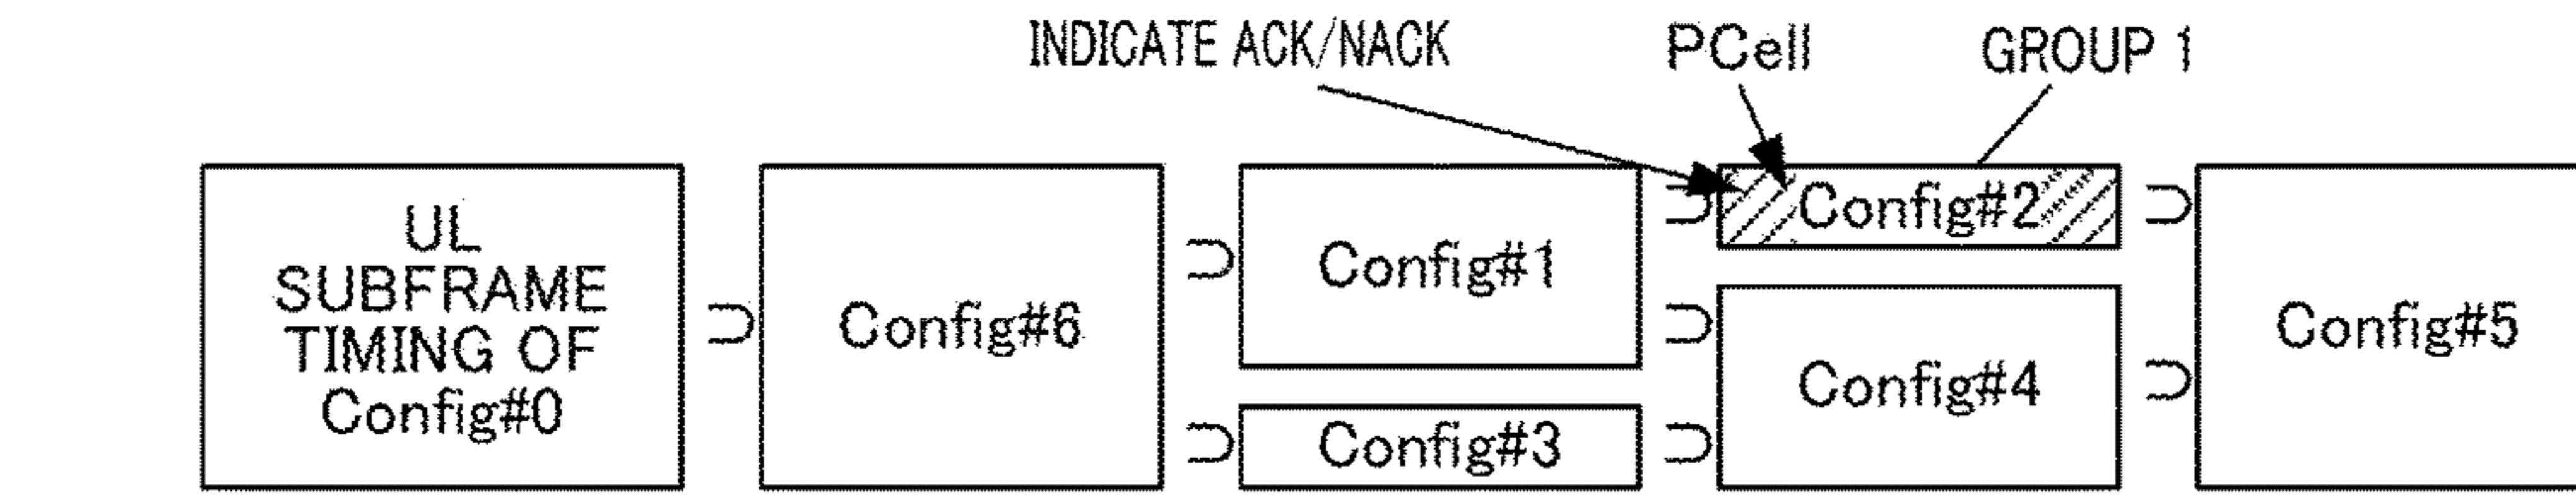 INDICATE ACK/NACK
PCell
GROUP 1
UL
SUBFRAME
TIMING OF
Config#0
⊃
Config#6
⊃
⊃
Config#1
Config#3
⊃
⊃
⊃
Config#2
Config#4
⊃
⊃
Config#5